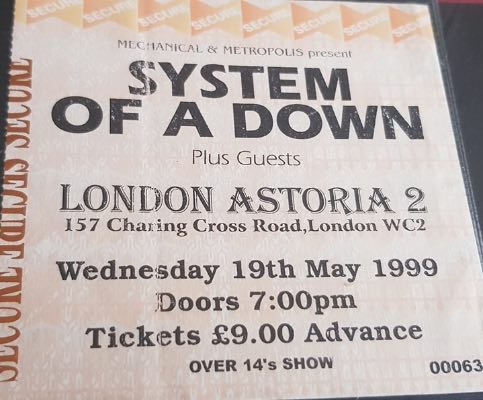 SECURE SECURE SECURE SECURE
MECHANICAL & METROPOLIS present
SYSTEM
OF A DOWN
Plus Guests
LONDON ASTORIA 2
157 Charing Cross Road,London WC2
Wednesday 19th May 1999
Doors 7:00pm
Tickets £9.00 Advance
OVER 14's SHOW
00063
SECURE SECURE SECURE